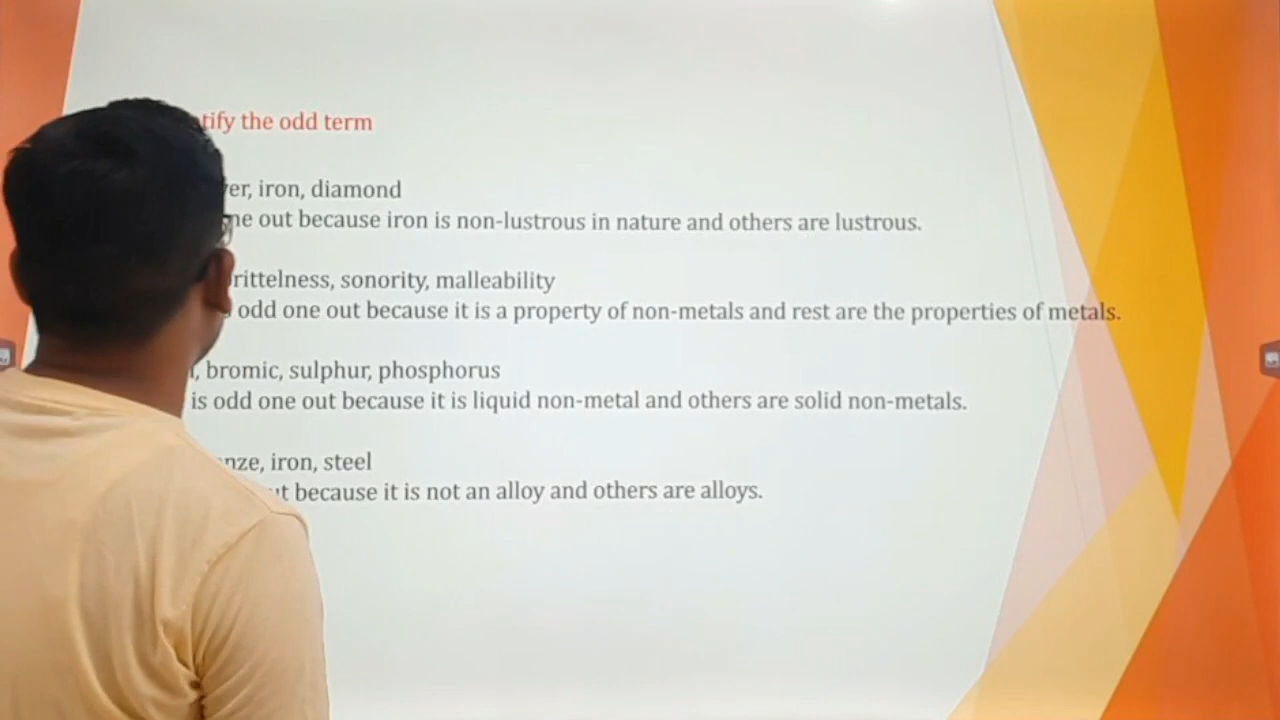 tify the odd term
er, iron, diamond
ne out because iron is non-lustrous in nature and others are lustrous.
rittelness, sonority, malleability
odd one out because it is a property of non-metals and rest are the properties of metals.
, bromic, sulphur, phosphorus
is odd one out because it is liquid non-metal and others are solid non-metals.
nze, iron, steel
t because it is not an alloy and others are alloys.